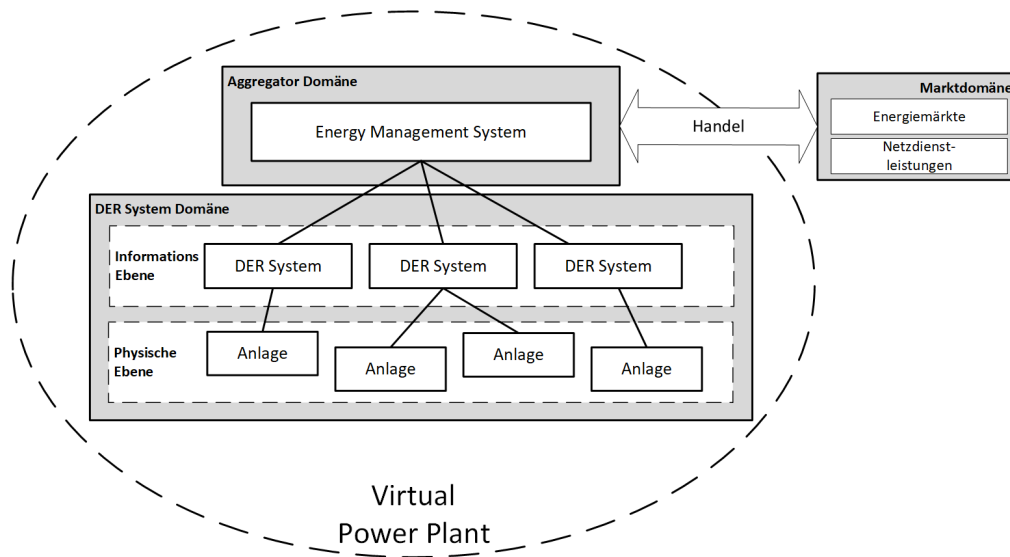 Aggregator Domäne
Energy Management System
Handel
Marktdomäne
Energiemärkte
Netzdienst-
leistungen
DER System Domäne
Informations
Ebene
DER System
DER System
DER System
Physische
Ebene
Anlage
Anlage
Anlage
Anlage
Virtual
Power Plant